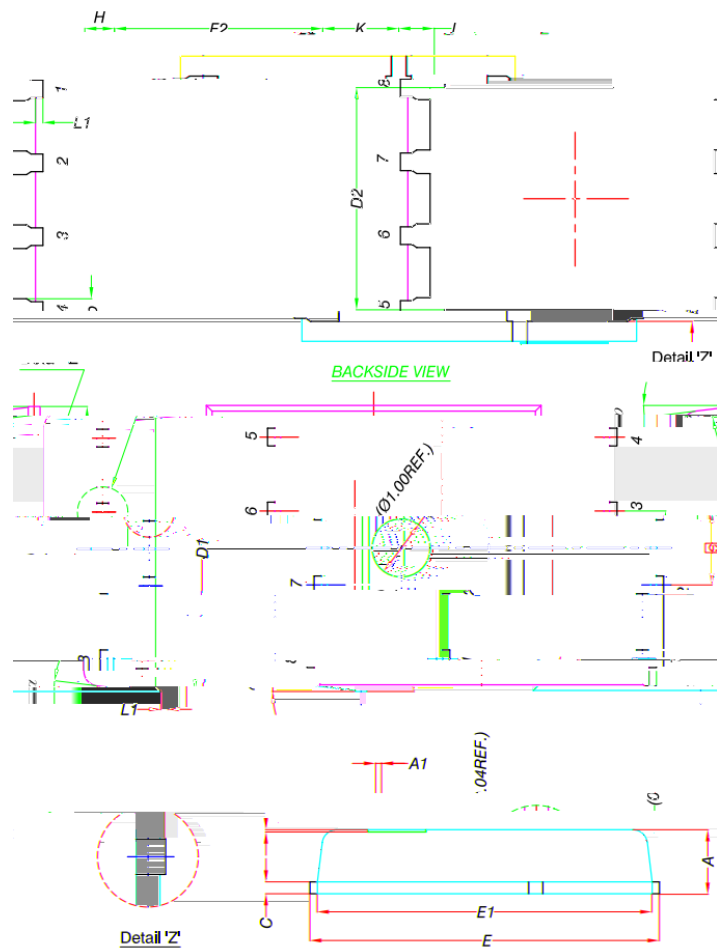 H
E2
K
1
8
L1
2
7
D2
3
6
4
5
Detail 'Z'
BACKSIDE VIEW
5
4
(Ø1.00REF.)
6
3
D1
7
L1
A1
.04REF.)
A
C
E1
E
Detail 'Z'